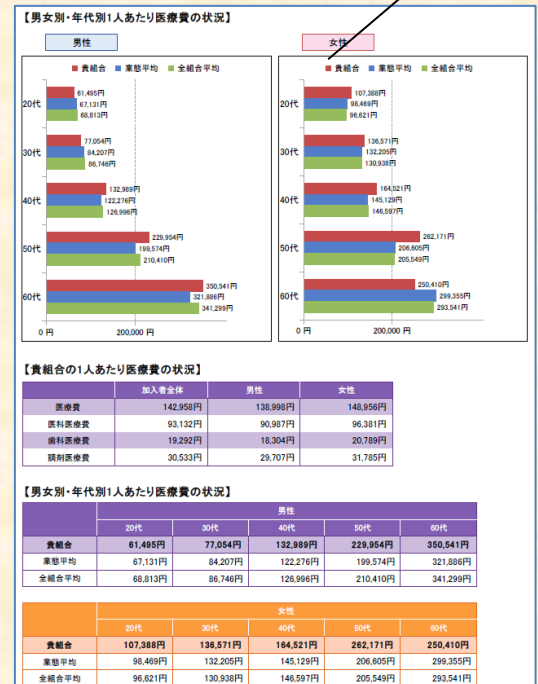 【男女別・年代別1人あたり医療費の状況】
男性
女性
貴組合 業態平均 全組合平均
貴組合 業態平均 全組合平均
20代
61,495円
67,131円
68,813円
30代
77,054円
84,207円
86,746円
40代
132,989円
122,276円
126,996円
50代
229,954円
199,574円
210,410円
60代
350,541円
321,886円
341,299円
0 円 200,000 円
20代
107,388円
98,469円
96,621円
30代
136,571円
132,205円
130,938円
40代
164,521円
145,129円
146,597円
50代
262,171円
206,605円
205,549円
60代
250,410円
299,355円
293,541円
0 円 200,000 円
【貴組合の1人あたり医療費の状況】
加入者全体 男性 女性
医療費 142,958円 138,998円 148,956円
医科医療費 93,132円 90,987円 96,381円
歯科医療費 19,292円 18,304円 20,789円
調剤医療費 30,533円 29,707円 31,785円
【男女別・年代別1人あたり医療費の状況】
男性
20代 30代 40代 50代 60代
貴組合 61,495円 77,054円 132,989円 229,954円 350,541円
業態平均 67,131円 84,207円 122,276円 199,574円 321,886円
全組合平均 68,813円 86,746円 126,996円 210,410円 341,299円
女性
20代 30代 40代 50代 60代
貴組合 107,388円 136,571円 164,521円 262,171円 250,410円
業態平均 98,469円 132,205円 145,129円 206,605円 299,355円
全組合平均 96,621円 130,938円 146,597円 205,549円 293,541円